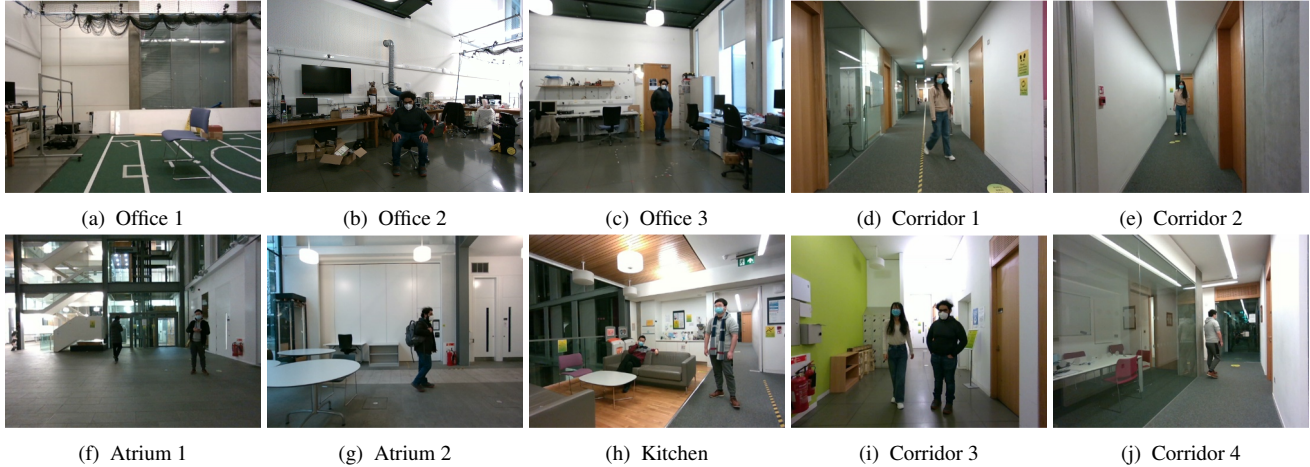 (a) Office 1
(b) Office 2
(c) Office 3
(d) Corridor 1
(e) Corridor 2
(f) Atrium 1
(g) Atrium 2
(h) Kitchen
(i) Corridor 3
(j) Corridor 4